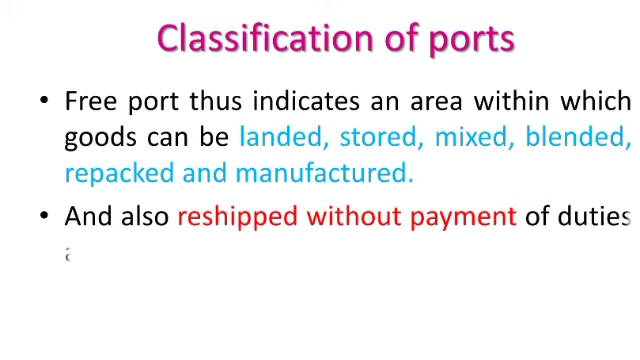 Classification of ports
• Free port thus indicates an area within which
goods can be landed, stored, mixed, blended,
repacked and manufactured.
• And also reshipped without payment of duties